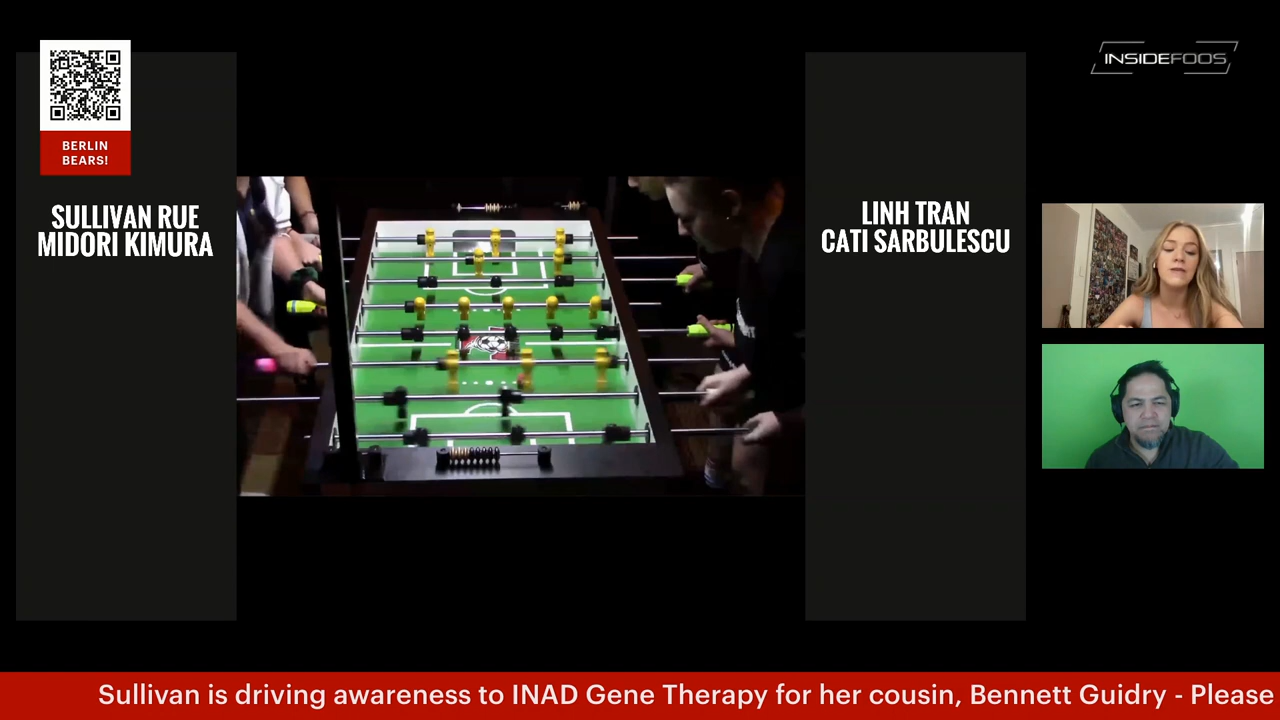 BERLIN
BEARS!
SULLIVAN RUE
MIDORI KIMURA
LINH TRAN
CATI SARBULESCU
INSIDEFOOS
Sullivan is driving awareness to INAD Gene Therapy for her cousin, Bennett Guidry - Please